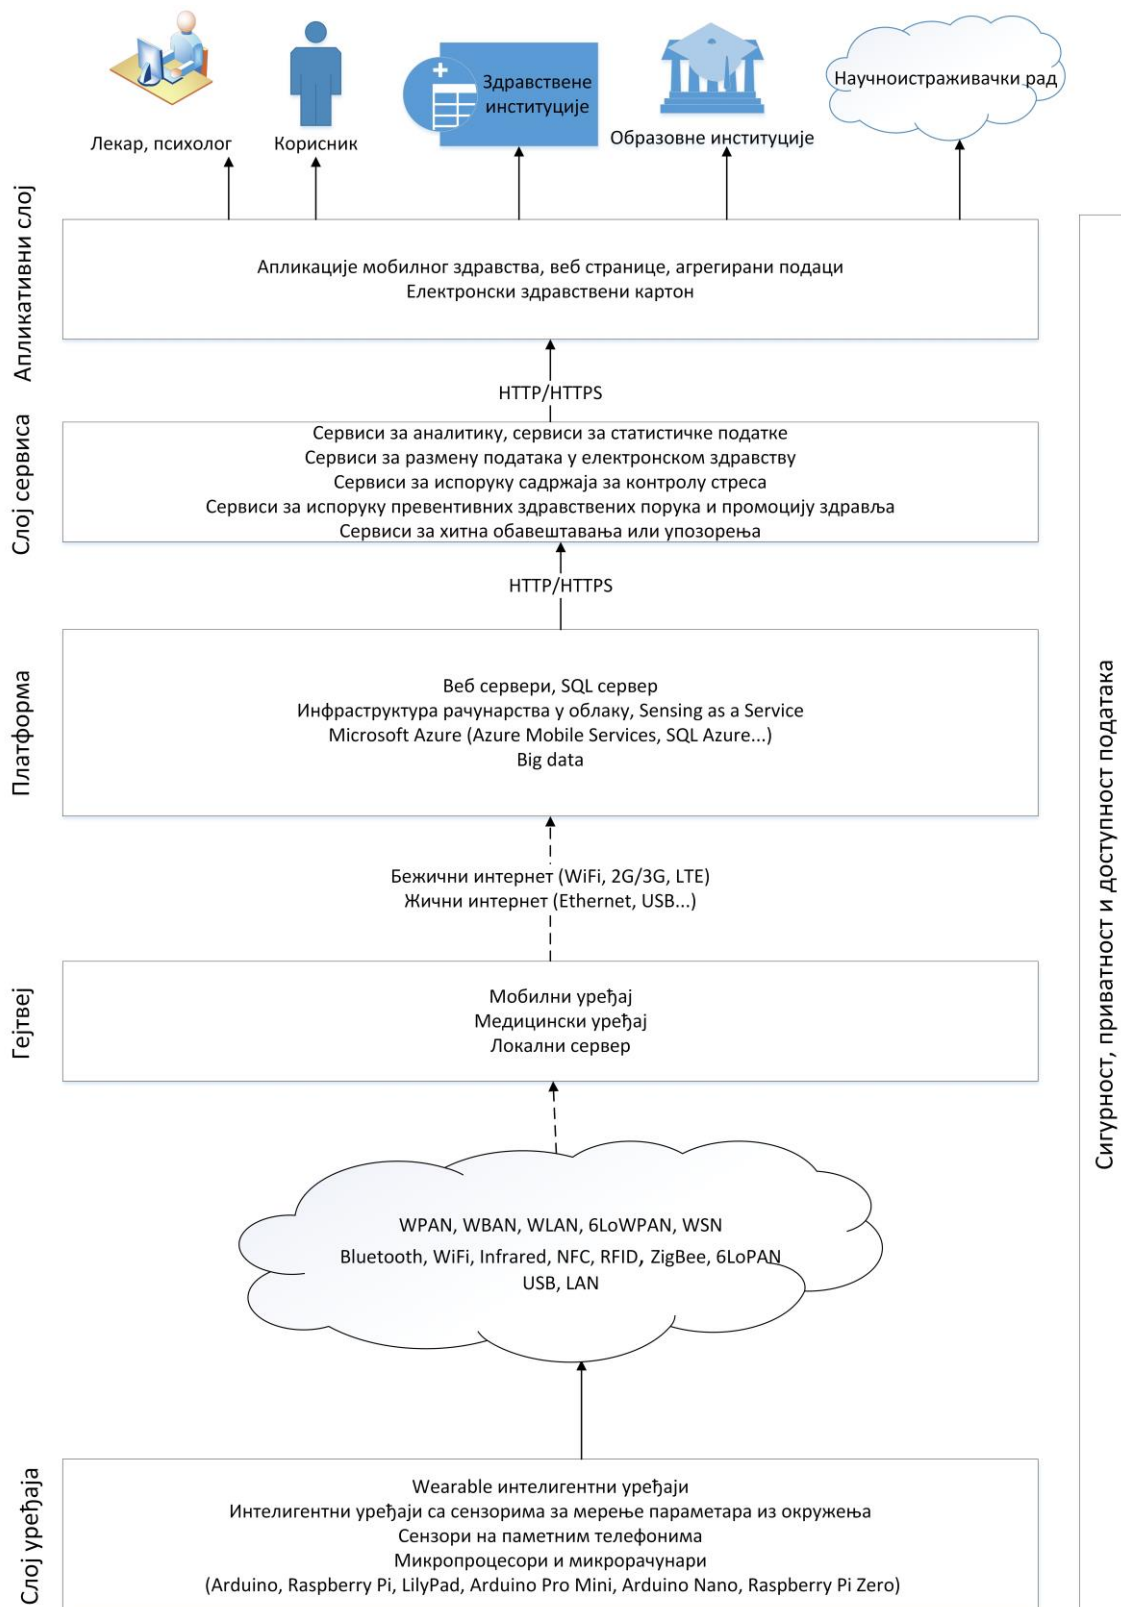 Лекар, психолог
Корисник
Здравствене
институције
Образовне институције
Научноистраживачки рад
Апликативни слој
Апликације мобилног здравства, веб странице, агрегирани подаци
Електронски здравствени картон
HTTP/HTTPS
Слој сервиса
Сервиси за аналитику, сервиси за статистичке податке
Сервиси за размену података у електронском здравству
Сервиси за испоруку садржаја за контролу стреса
Сервиси за испоруку превентивних здравствених порука и промоцију здравља
Сервиси за хитна обавештавања или упозорења
HTTP/HTTPS
Платформа
Веб сервери, SQL сервер
Инфраструктура рачунарства у облаку, Sensing as a Service
Microsoft Azure (Azure Mobile Services, SQL Azure...)
Big data
Бежични интернет (WiFi, 2G/3G, LTE)
Жични интернет (Ethernet, USB...)
Гејтвеј
Мобилни уређај
Медицински уређај
Локални сервер
WPAN, WBAN, WLAN, 6LoWPAN, WSN
Bluetooth, WiFi, Infrared, NFC, RFID, ZigBee, 6LoPAN
USB, LAN
Слој уређаја
Wearable интелигентни уређаји
Интелигентни уређаји са сензорима за мерење параметара из окружења
Сензори на паметним телефонима
Микропроцесори и микрорачунари
(Arduino, Raspberry Pi, LilyPad, Arduino Pro Mini, Arduino Nano, Raspberry Pi Zero)
Сигурност, приватност и доступност података